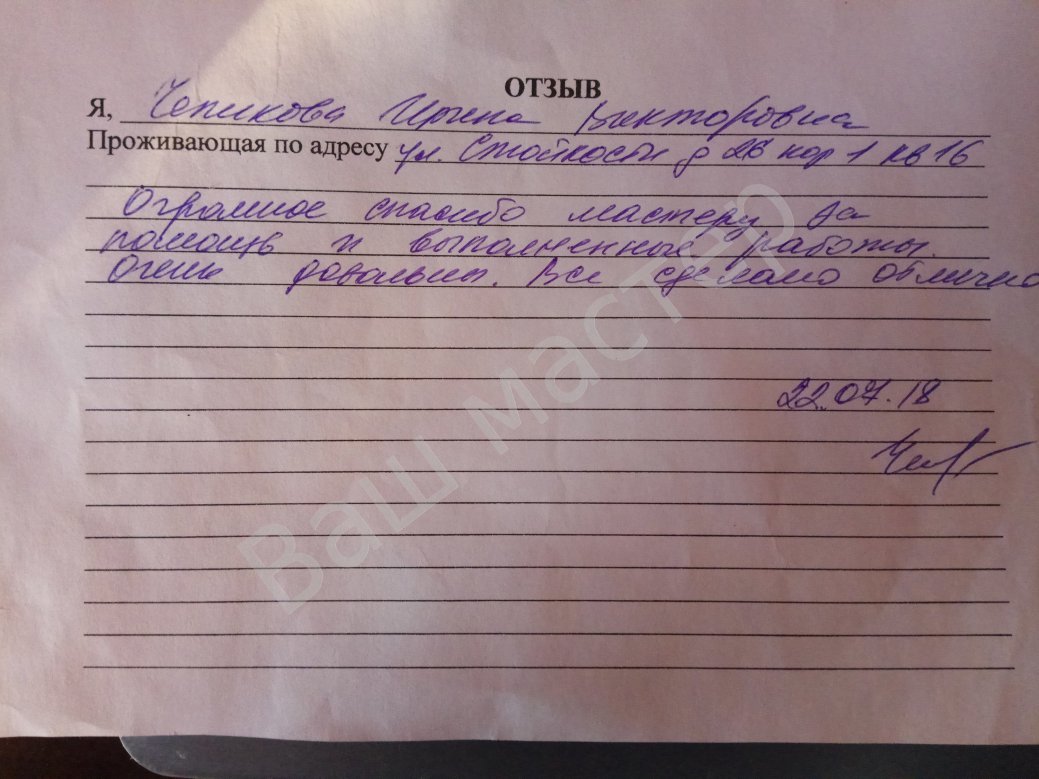 ОТЗЫВ
Я, Чепикова Ирина Викторовна
Проживающая по адресу ул. Стойкости д 26 кор 1 кв 16
Огромное спасибо мастеру за
помощь и выполненные работы.
Очень довольны. Все сделано отлично
22.07.18
Ваш мастер